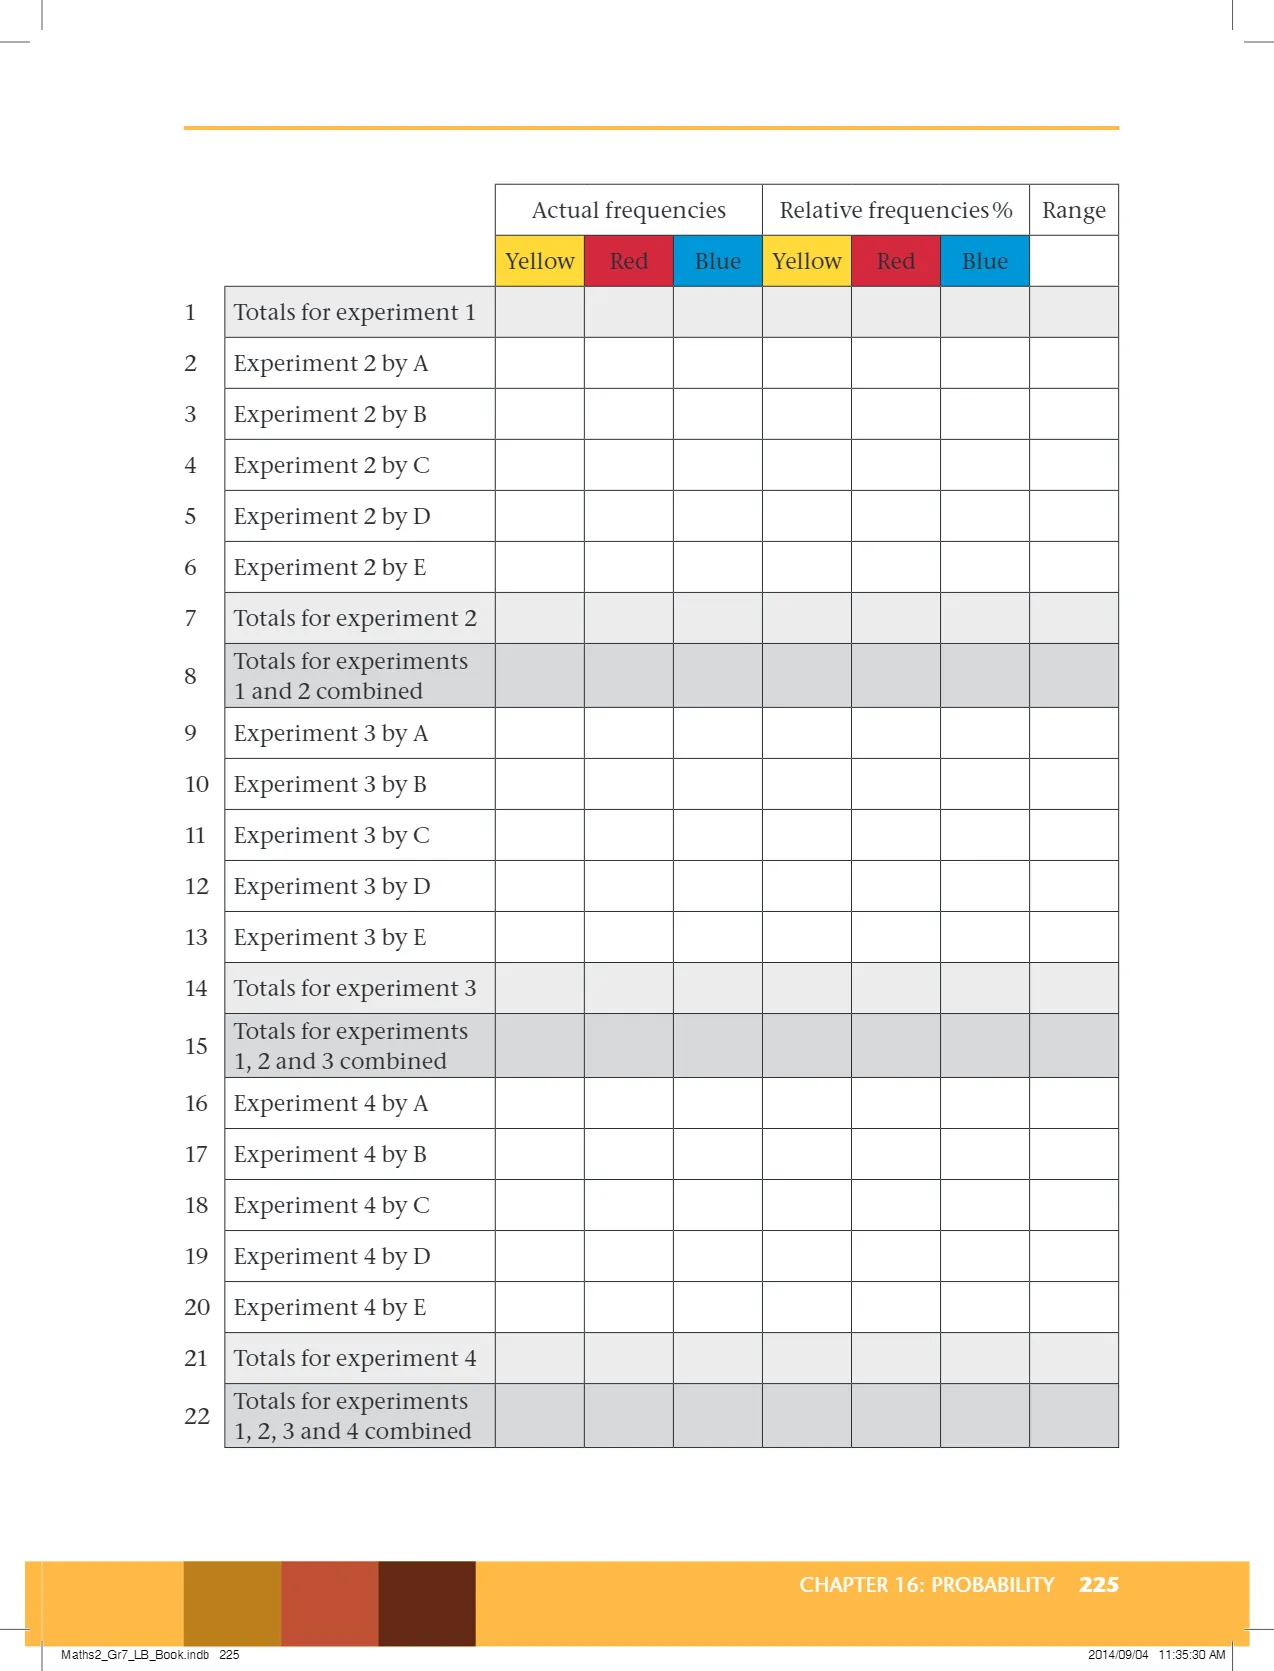 Actual frequencies Relative frequencies % Range
Yellow Red Blue Yellow Red Blue
1 Totals for experiment 1
2 Experiment 2 by A
3 Experiment 2 by B
4 Experiment 2 by C
5 Experiment 2 by D
6 Experiment 2 by E
7 Totals for experiment 2
8 Totals for experiments
1 and 2 combined
9 Experiment 3 by A
10 Experiment 3 by B
11 Experiment 3 by C
12 Experiment 3 by D
13 Experiment 3 by E
14 Totals for experiment 3
15 Totals for experiments
1, 2 and 3 combined
16 Experiment 4 by A
17 Experiment 4 by B
18 Experiment 4 by C
19 Experiment 4 by D
20 Experiment 4 by E
21 Totals for experiment 4
22 Totals for experiments
1, 2, 3 and 4 combined
CHAPTER 16: PROBABILITY 225
Maths2_Gr7_LB_Book.indb 225 2014/09/04 11:35:30 AM